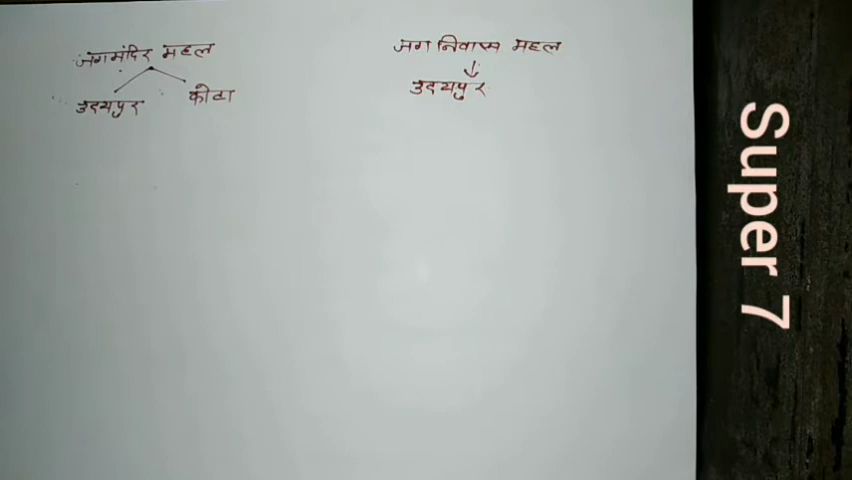 जगमंदिर महल
उदयपुर
कोटा
जग निवास महल
उदयपुर
Super 7